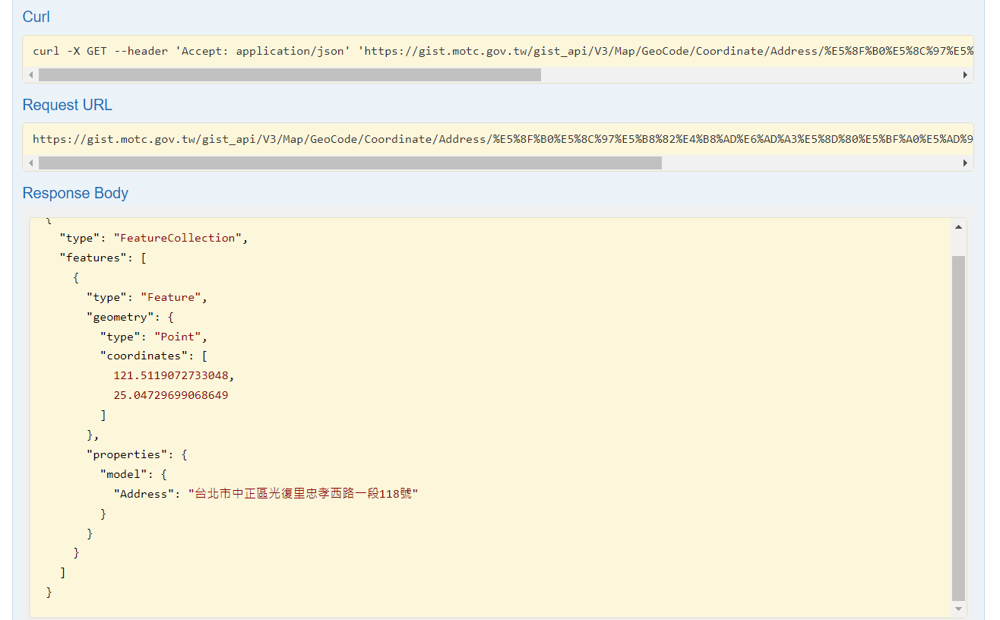 Curl
curl -X GET --header 'Accept: application/json' 'https://gist.motc.gov.tw/gist_api/V3/Map/GeoCode/Coordinate/Address/%E5%8F%B0%E5%8C%97%E5%
Request URL
https://gist.motc.gov.tw/gist_api/V3/Map/GeoCode/Coordinate/Address/%E5%8F%B0%E5%8C%97%E5%B8%82%E4%B8%AD%E6%AD%A3%E5%8D%80%E5%BF%A0%E5%AD%9
Response Body
{
"type": "FeatureCollection",
"features": [
{
"type": "Feature",
"geometry": {
"type": "Point",
"coordinates": [
121.5119072733048,
25.04729699068649
]
},
"properties": {
"model": {
"Address": "台北市中正區光復里忠孝西路一段118號"
}
}
}
]
}